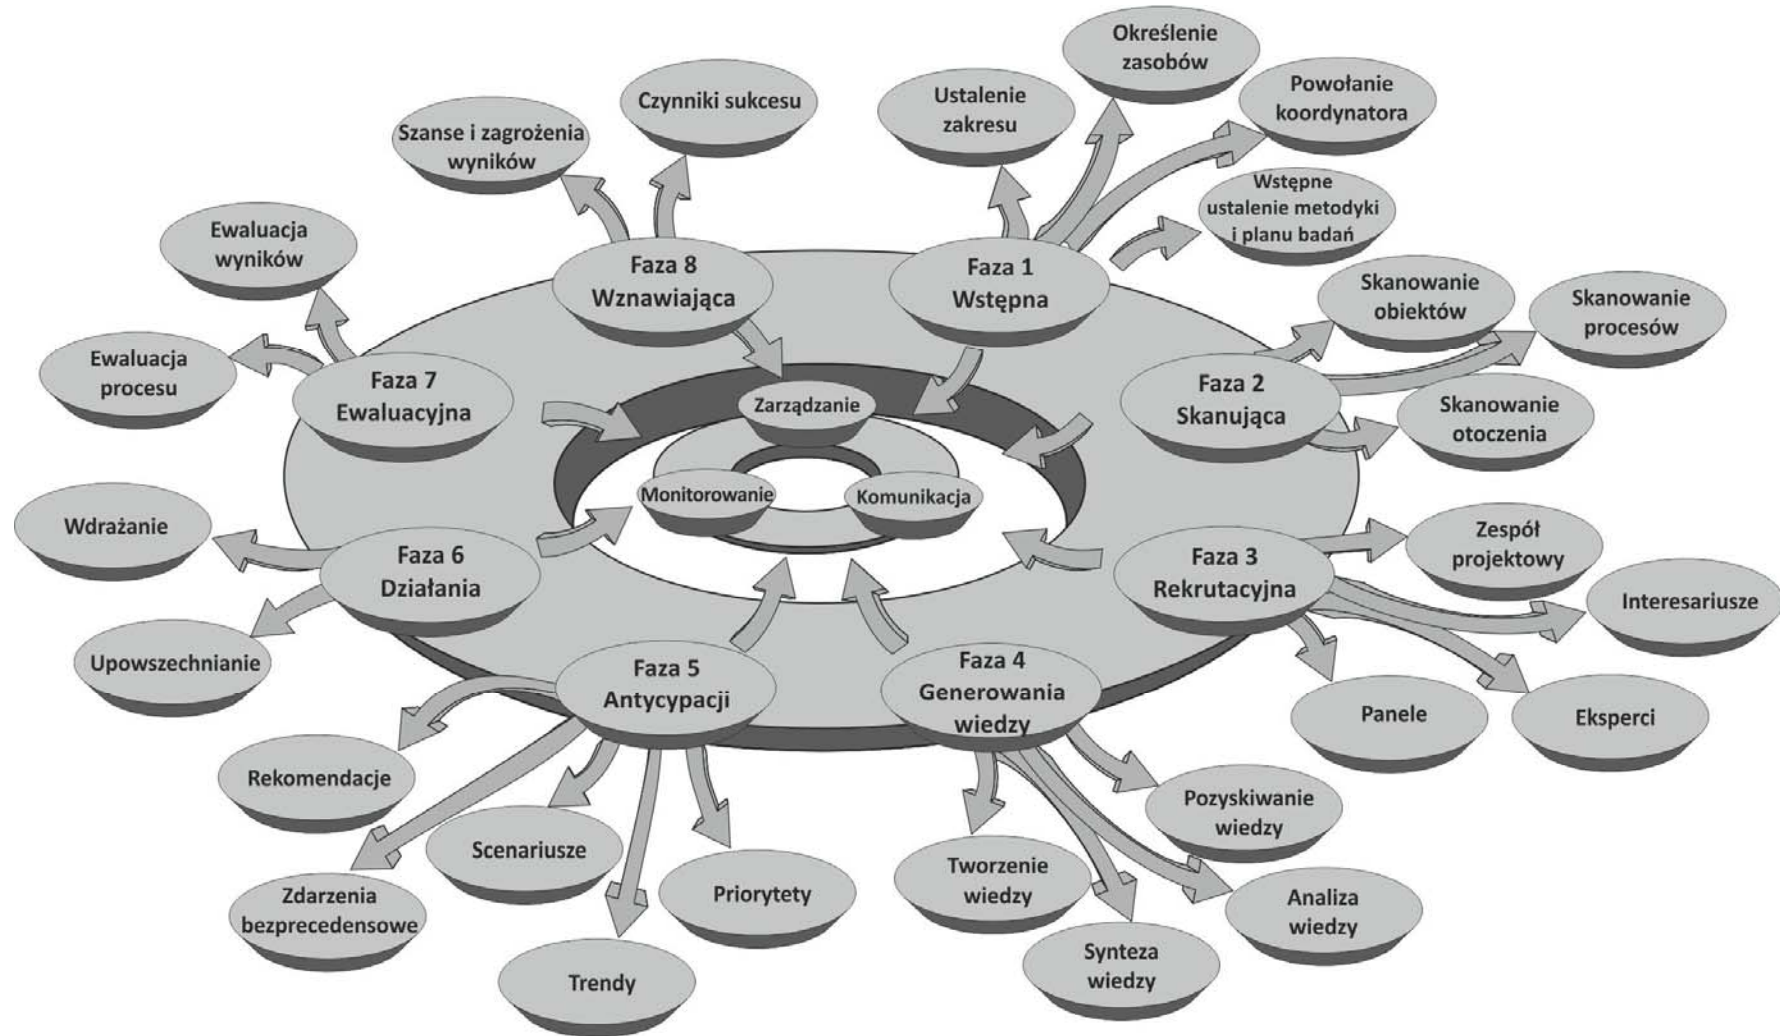 Określenie
zasobów
Czynniki sukcesu
Ustalenie
zakresu
Powołanie
koordynatora
Szanse i zagrożenia
wyników
Wstępne
ustalenie metodyki
i planu badań
Ewaluacja
wyników
Faza 8
Wznawiająca
Faza 1
Wstępna
Skanowanie
obiektów
Skanowanie
procesów
Ewaluacja
procesu
Faza 7
Ewaluacyjna
Zarządzanie
Faza 2
Skanująca
Skanowanie
otoczenia
Monitorowanie
Komunikacja
Wdrażanie
Faza 6
Działania
Faza 3
Rekrutacyjna
Zespół
projektowy
Interesariusze
Upowszechnianie
Faza 5
Antycypacji
Faza 4
Generowania
wiedzy
Panele
Eksperci
Rekomendacje
Scenariusze
Pozyskiwanie
wiedzy
Zdarzenia
bezprecedensowe
Priorytety
Tworzenie
wiedzy
Analiza
wiedzy
Trendy
Synteza
wiedzy